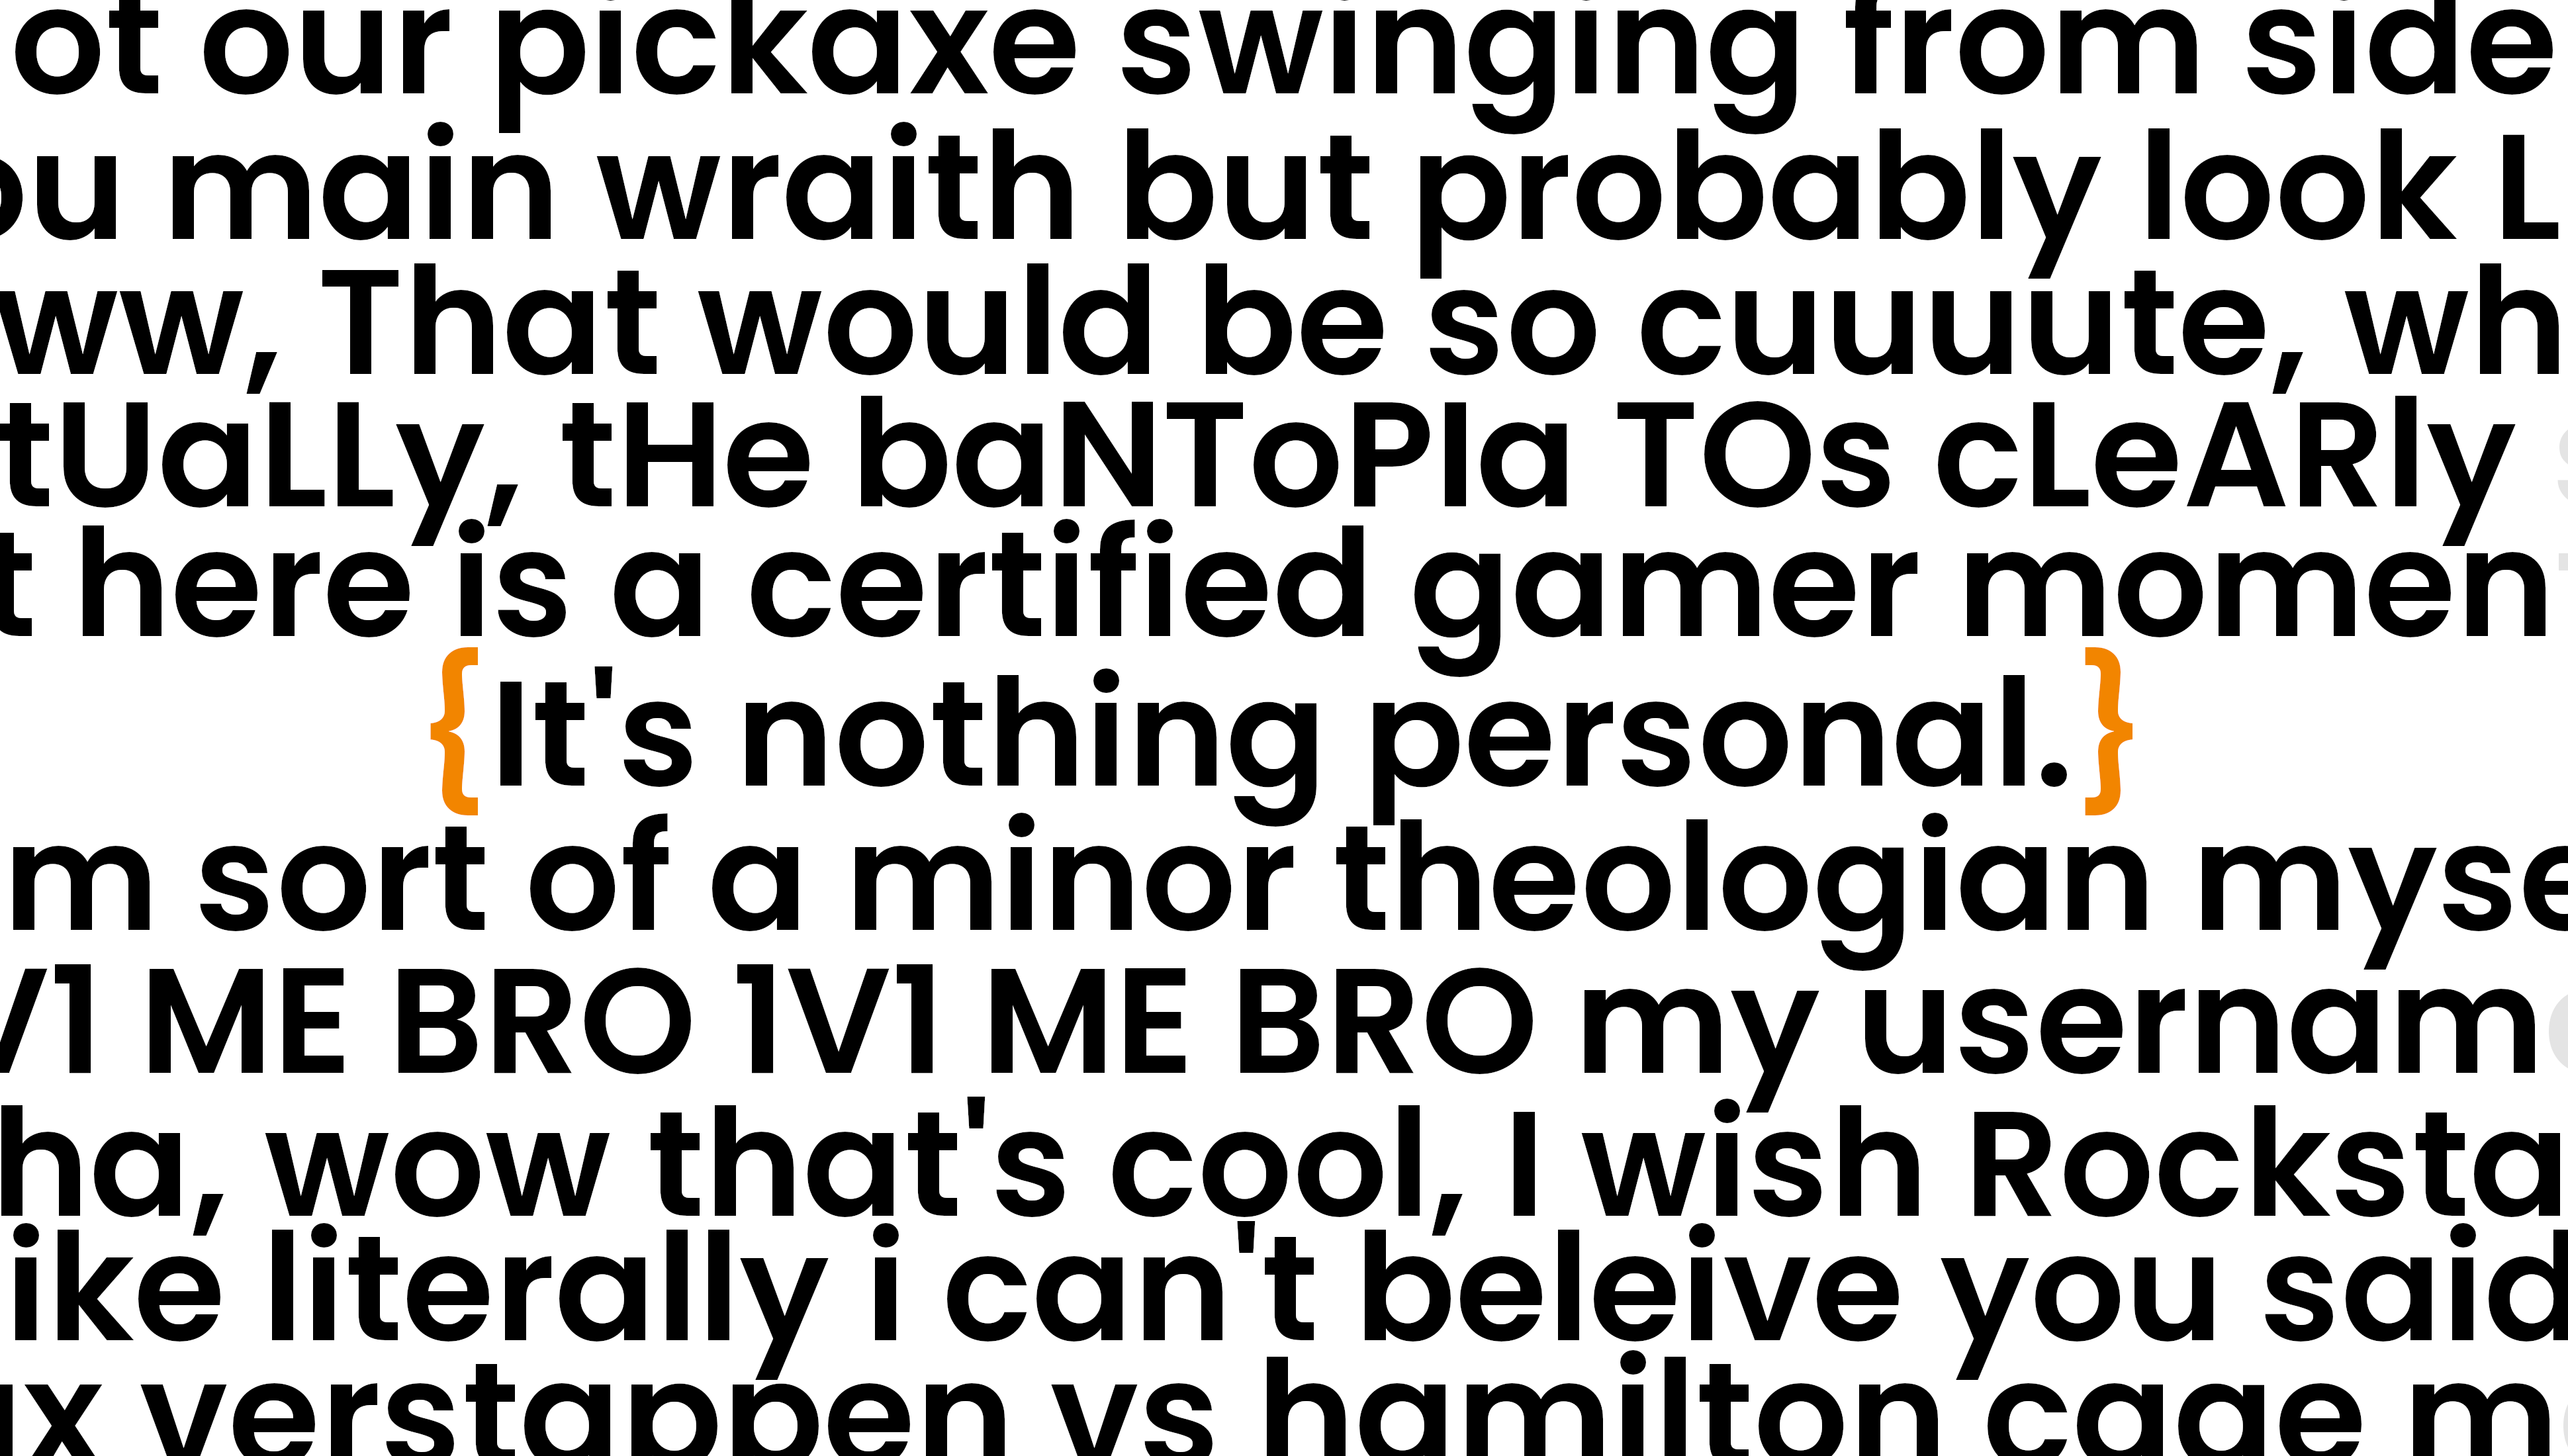 ot our pickaxe swinging from side
ou main wraith but probably look L
ww, That would be so cuuuute, wh
tUaLLy, tHe baNToPIa TOs cLeARly s
t here is a certified gamer moment
{It's nothing personal.}
m sort of a minor theologian myse
V1 ME BRO 1V1 ME BRO my username
ha, wow that's cool, I wish Rocksta
ike literally i can't beleive you said
ax verstappen vs hamilton cage m